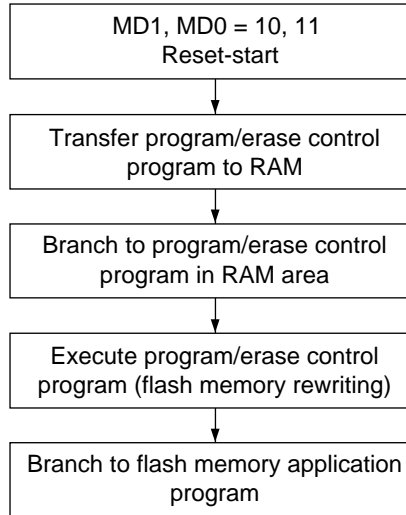 MD1, MD0 = 10, 11
Reset-start
Transfer program/erase control
program to RAM
Branch to program/erase control
program in RAM area
Execute program/erase control
program (flash memory rewriting)
Branch to flash memory application
program